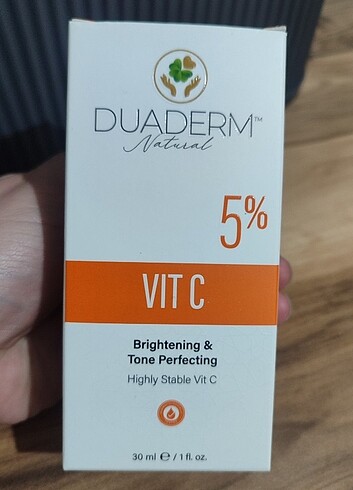 DUADERM™
Natural
5%
VIT C
Brightening &
Tone Perfecting
Highly Stable Vit C
30 ml ℮ / 1 fl. oz.